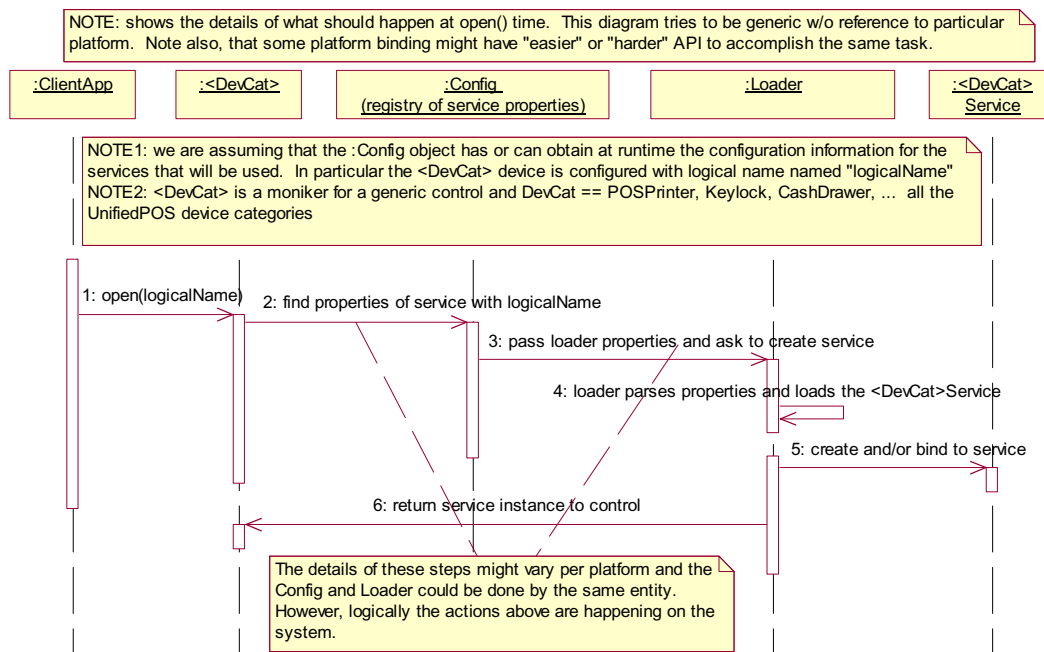 NOTE: shows the details of what should happen at open() time.  This diagram tries to be generic w/o reference to particular
platform.  Note also, that some platform binding might have "easier" or "harder" API to accomplish the same task.
:ClientApp
:<DevCat>
:Config
(registry of service properties)
:Loader
:<DevCat>
Service
NOTE1: we are assuming that the :Config object has or can obtain at runtime the configuration information for the
services that will be used.  In particular the <DevCat> device is configured with logical name named "logicalName"
NOTE2: <DevCat> is a moniker for a generic control and DevCat == POSPrinter, Keylock, CashDrawer, ...  all the
UnifiedPOS device categories
1: open(logicalName)
2: find properties of service with logicalName
3: pass loader properties and ask to create service
4: loader parses properties and loads the <DevCat>Service
5: create and/or bind to service
6: return service instance to control
The details of these steps might vary per platform and the
Config and Loader could be done by the same entity.
However, logically the actions above are happening on the
system.